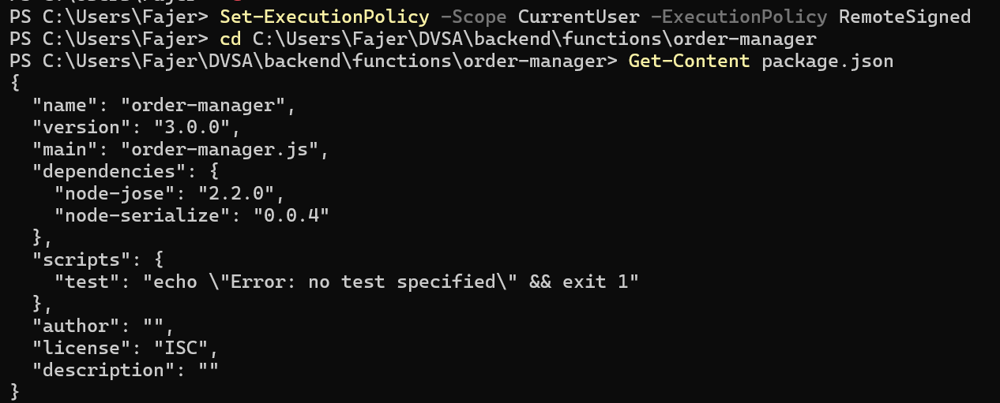 PS C:\Users\Fajer> Set-ExecutionPolicy -Scope CurrentUser -ExecutionPolicy RemoteSigned
PS C:\Users\Fajer> cd C:\Users\Fajer\DVSA\backend\functions\order-manager
PS C:\Users\Fajer\DVSA\backend\functions\order-manager> Get-Content package.json
{
  "name": "order-manager",
  "version": "3.0.0",
  "main": "order-manager.js",
  "dependencies": {
    "node-jose": "2.2.0",
    "node-serialize": "0.0.4"
  },
  "scripts": {
    "test": "echo \"Error: no test specified\" && exit 1"
  },
  "author": "",
  "license": "ISC",
  "description": ""
}